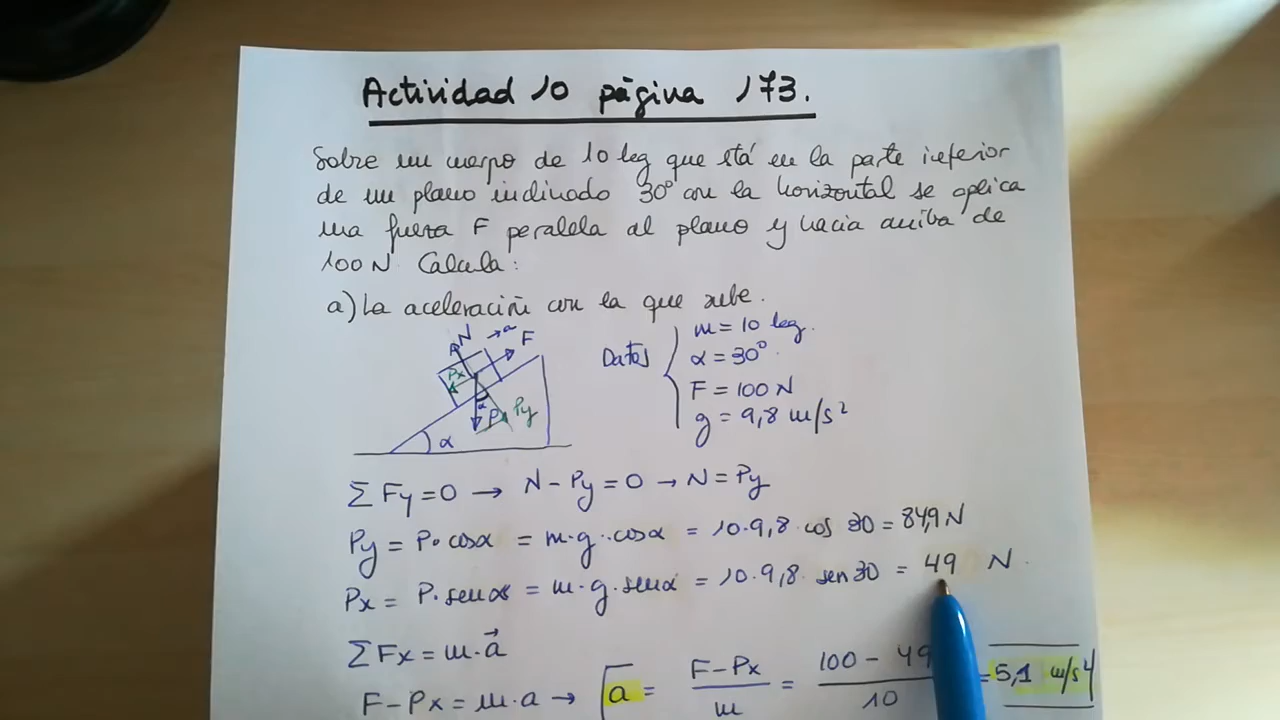 Actividad 10 página 173.
Sobre un cuerpo de 10 kg que está en la parte inferior
de un plano inclinado 30° con la horizontal se aplica
una fuerza F paralela al plano y hacia arriba de
100 N. Calcula:
a) La aceleración con la que sube.
N → a F
Px
α
P Py
α
Datos
m = 10 kg.
α = 30°
F = 100 N
g = 9,8 m/s²
Σ Fy = 0 → N - Py = 0 → N = Py
Py = P · cosα = m·g·cosα = 10·9,8 cos 30 = 84,9 N
Px = P · senα = m·g·senα = 10·9,8 sen 30 = 49 N.
Σ Fx = m·a⃗
F - Px = m·a → a = F-Px / m = 100 - 49 / 10 = 5,1 m/s²